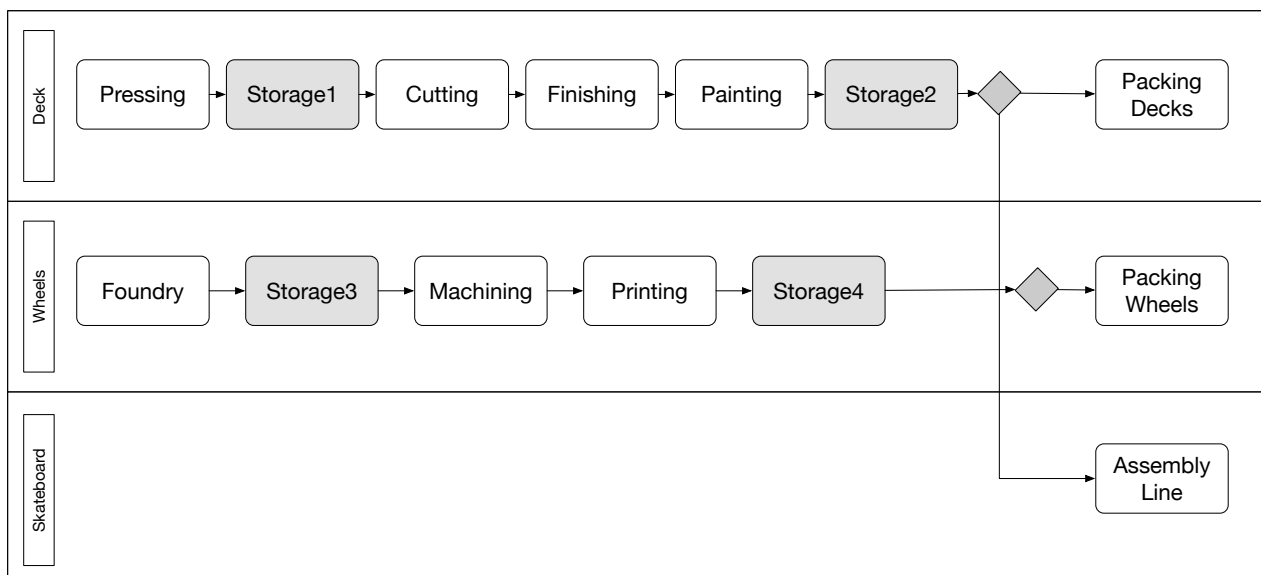 Deck
Pressing
Storage1
Cutting
Finishing
Painting
Storage2
Packing
Decks
Wheels
Foundry
Storage3
Machining
Printing
Storage4
Packing
Wheels
Skateboard
Assembly
Line